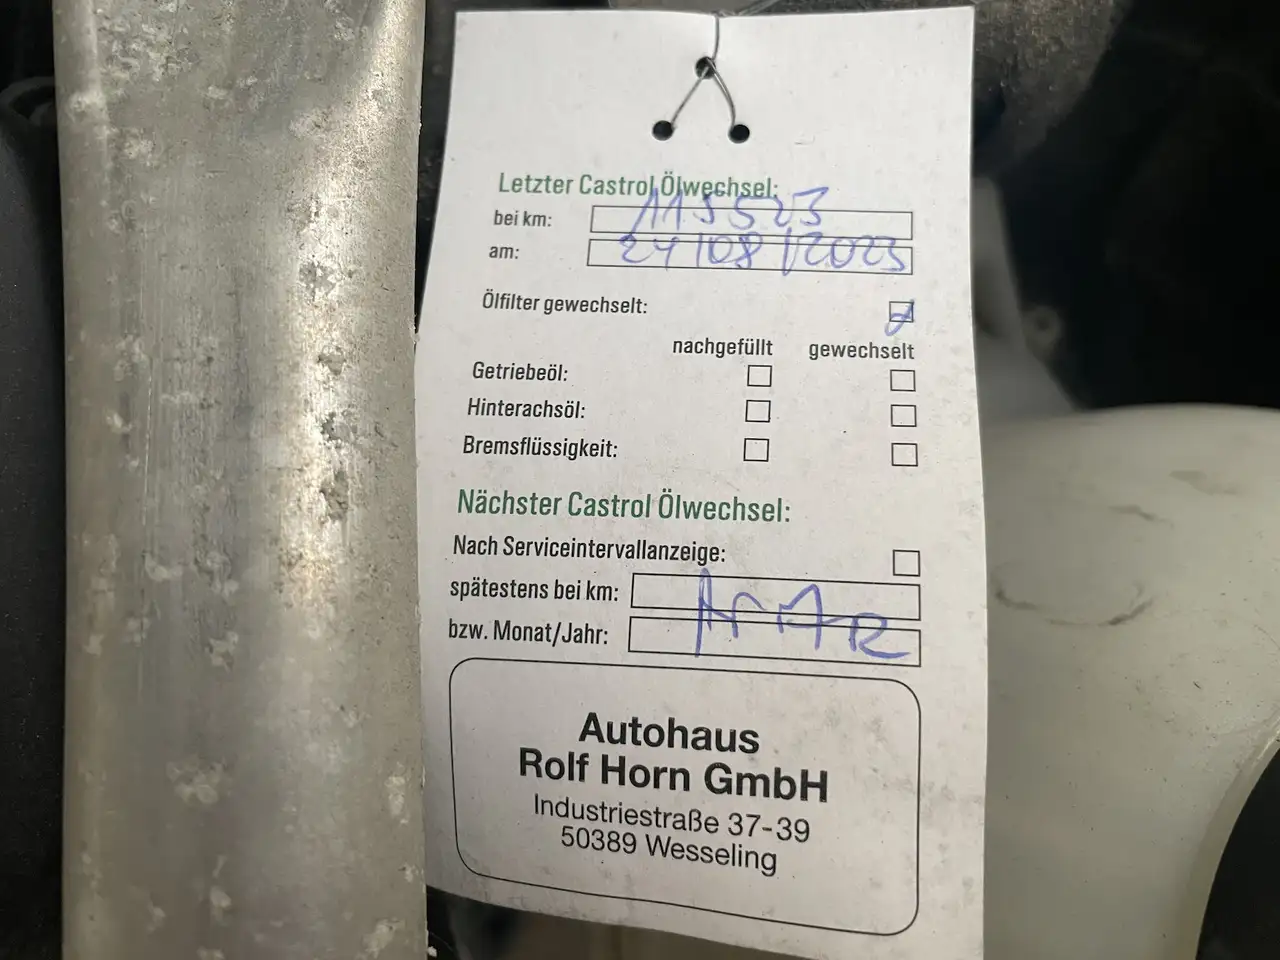 Letzter Castrol Ölwechsel:
bei km: 115523
am: 24/08/2023
Ölfilter gewechselt:
nachgefüllt gewechselt
Getriebeöl:
Hinterachsöl:
Bremsflüssigkeit:
Nächster Castrol Ölwechsel:
Nach Serviceintervallanzeige:
spätestens bei km:
bzw. Monat/Jahr:
Autohaus
Rolf Horn GmbH
Industriestraße 37-39
50389 Wesseling